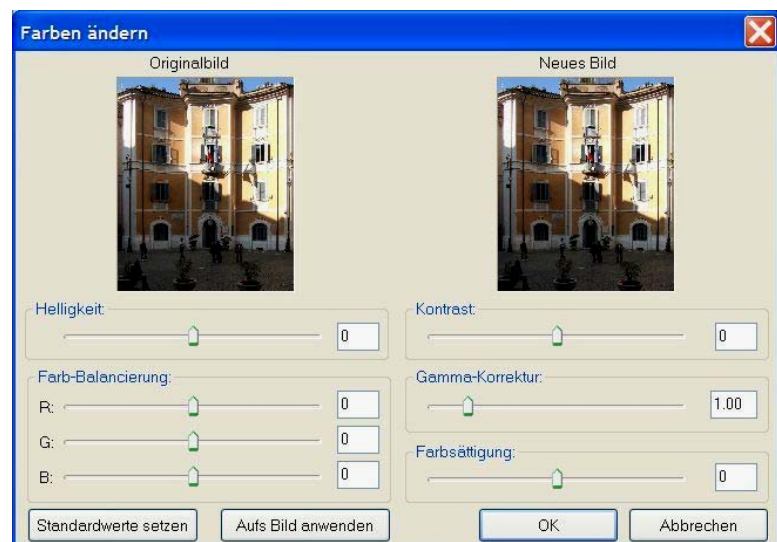 Farben ändern
Originalbild
Neues Bild
Helligkeit:
0
Kontrast:
0
Farb-Balancierung:
R:
0
G:
0
B:
0
Gamma-Korrektur:
1.00
Farbsättigung:
0
Standardwerte setzen
Aufs Bild anwenden
OK
Abbrechen